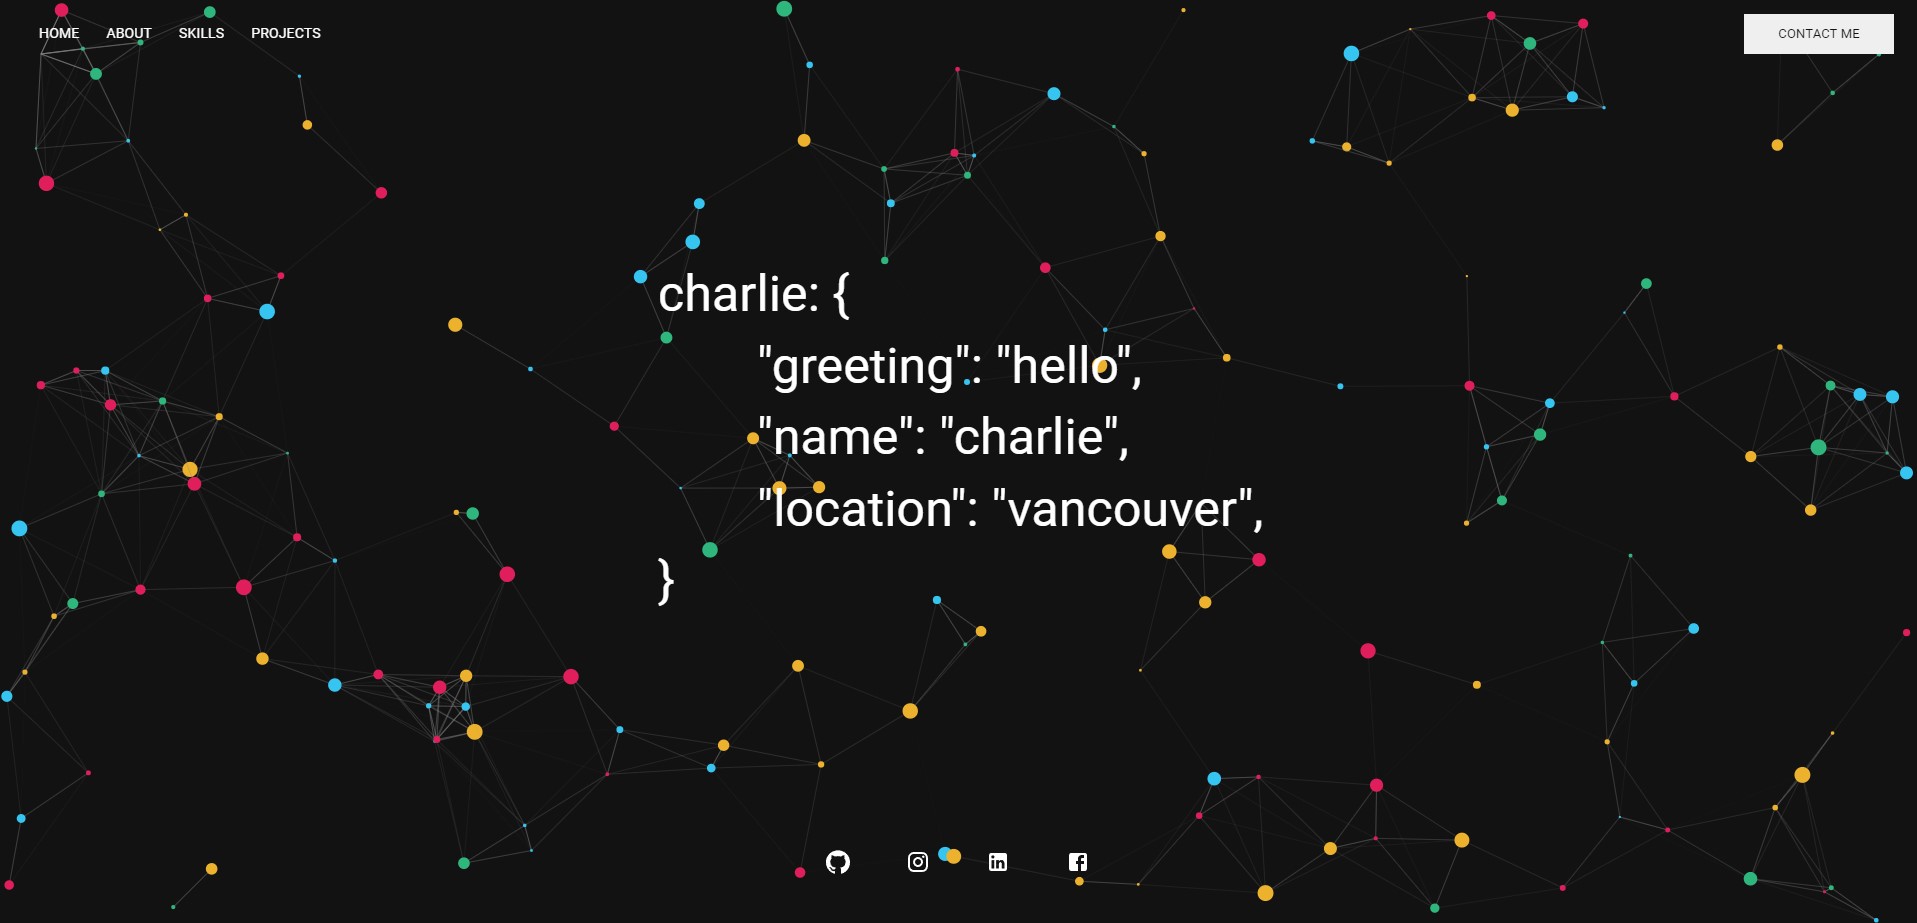 HOME ABOUT SKILLS PROJECTS CONTACT ME
charlie: {
"greeting": "hello",
"name": "charlie",
"location": "vancouver",
}